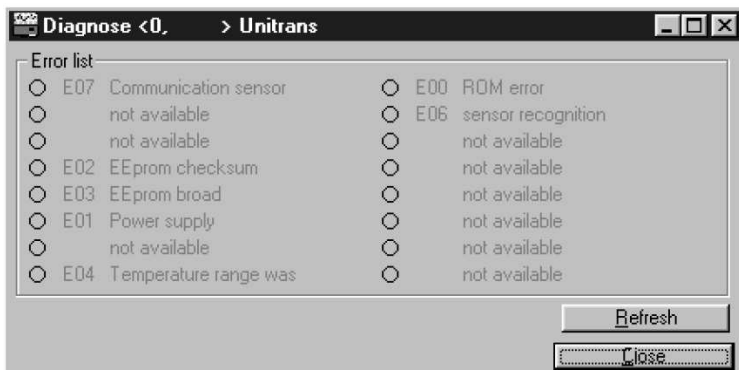 Diagnose <0, > Unitrans
Error list
E07 Communication sensor
not available
not available
E02 EEprom checksum
E03 EEprom broad
E01 Power supply
not available
E04 Temperature range was
E00 ROM error
E06 sensor recognition
not available
not available
not available
not available
not available
not available
Refresh
Close